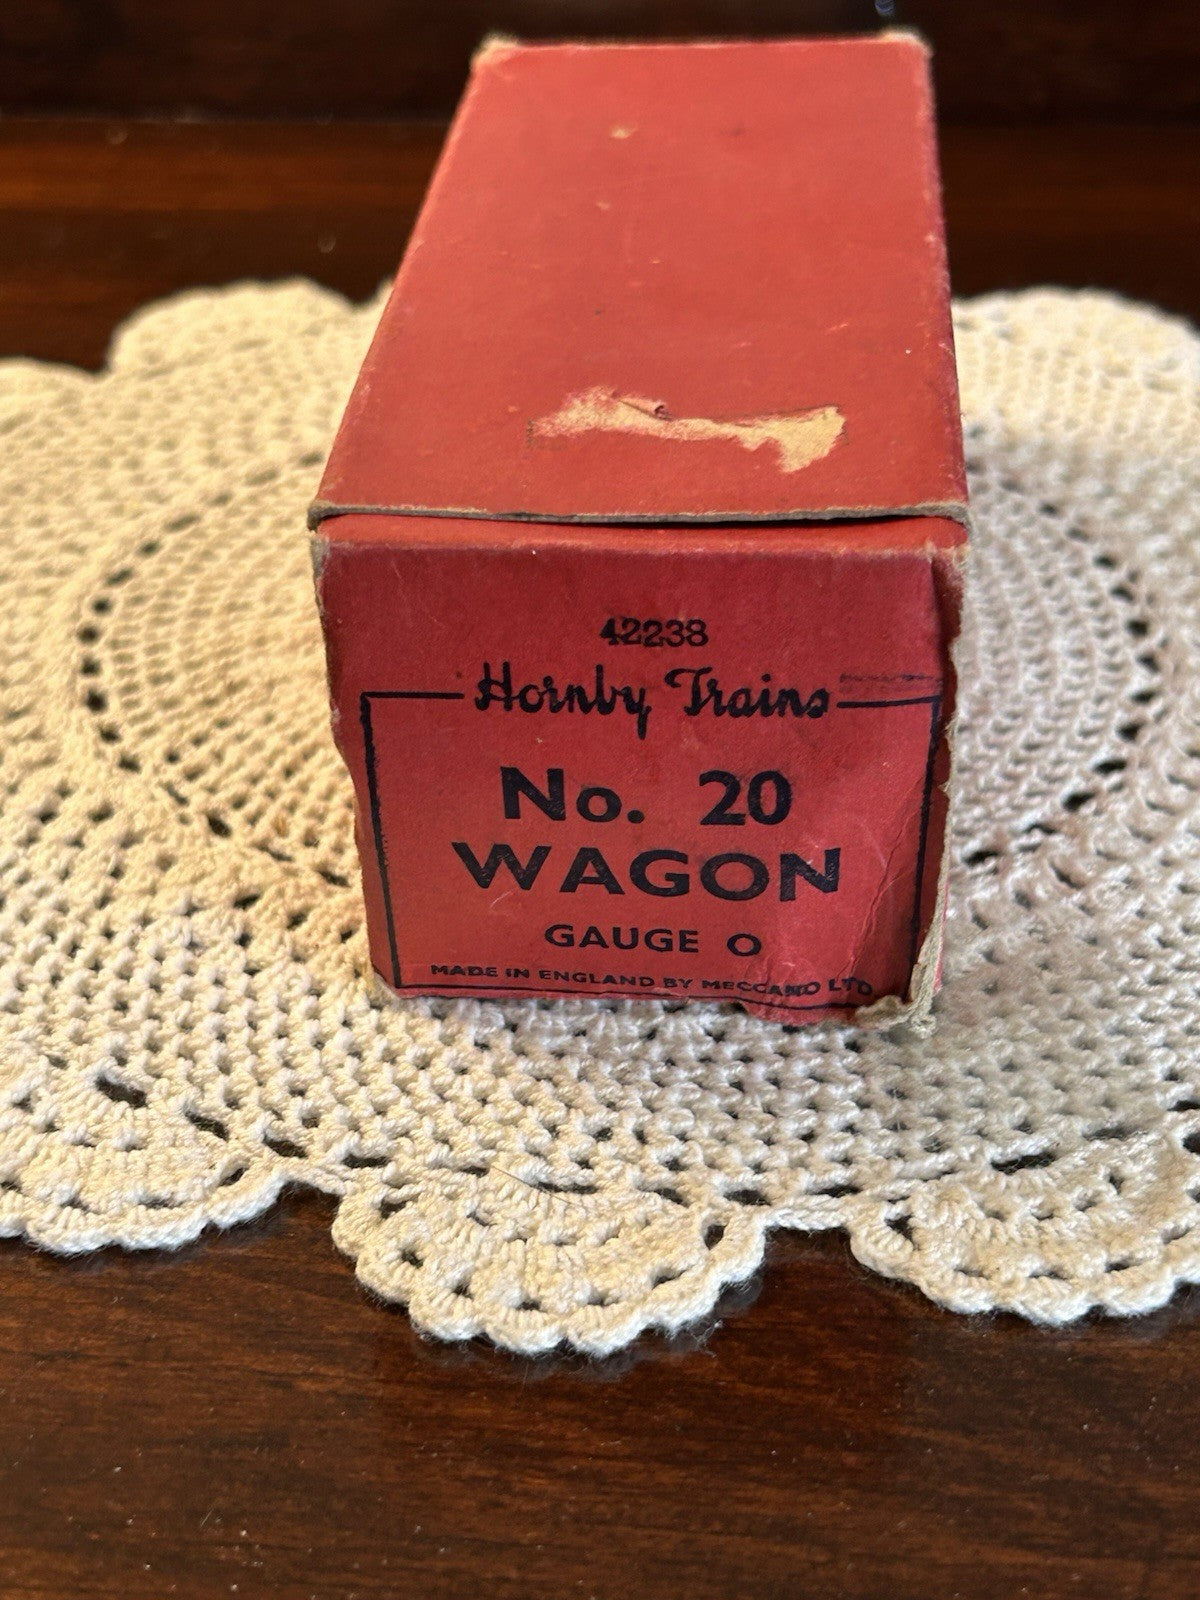 42238
Hornby Trains
No. 20
WAGON
GAUGE O
MADE IN ENGLAND BY MECCANO LTD